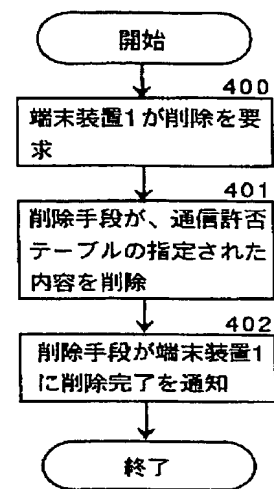 開始
400
端末装置1が削除を要
求
401
削除手段が、通信許否
テーブルの指定された
内容を削除
402
削除手段が端末装置1
に削除完了を通知
終了